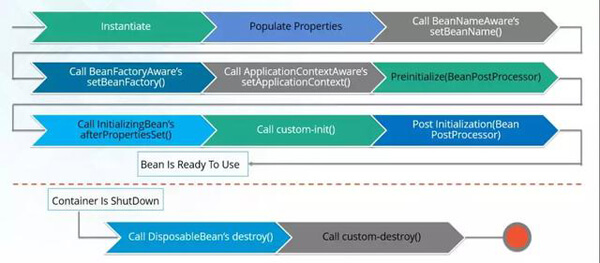 Instantiate
Populate Properties
Call BeanNameAware's
setBeanName()
Call BeanFactoryAware's
setBeanFactory()
Call ApplicationContextAware's
setApplicationContext()
Preinitialize(BeanPostProcessor)
Call InitializingBean's
afterPropertiesSet()
Call custom-init()
Post Initialization(Bean
PostProcessor)
Bean Is Ready To Use
Container Is ShutDown
Call DisposableBean's destroy()
Call custom-destroy()